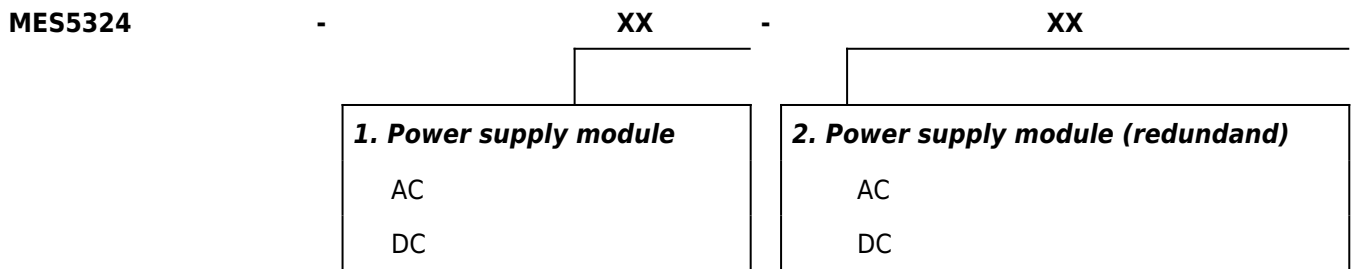 MES5324 - XX - XX
1. Power supply module
AC
DC
2. Power supply module (redundand)
AC
DC